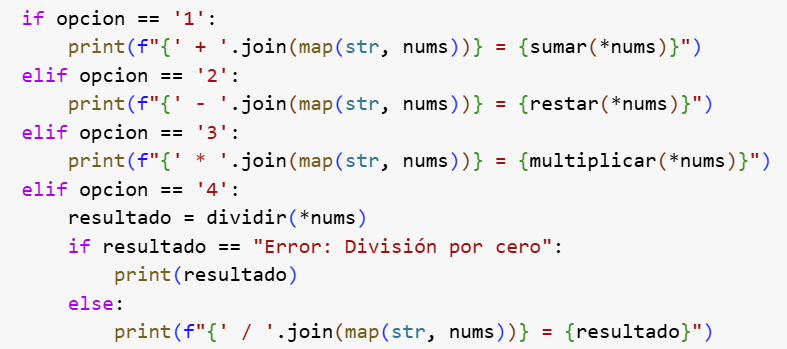 if opcion == '1':
    print(f"{' + '.join(map(str, nums))} = {sumar(*nums)}")
elif opcion == '2':
    print(f"{' - '.join(map(str, nums))} = {restar(*nums)}")
elif opcion == '3':
    print(f"{' * '.join(map(str, nums))} = {multiplicar(*nums)}")
elif opcion == '4':
    resultado = dividir(*nums)
    if resultado == "Error: División por cero":
        print(resultado)
    else:
        print(f"{' / '.join(map(str, nums))} = {resultado}")